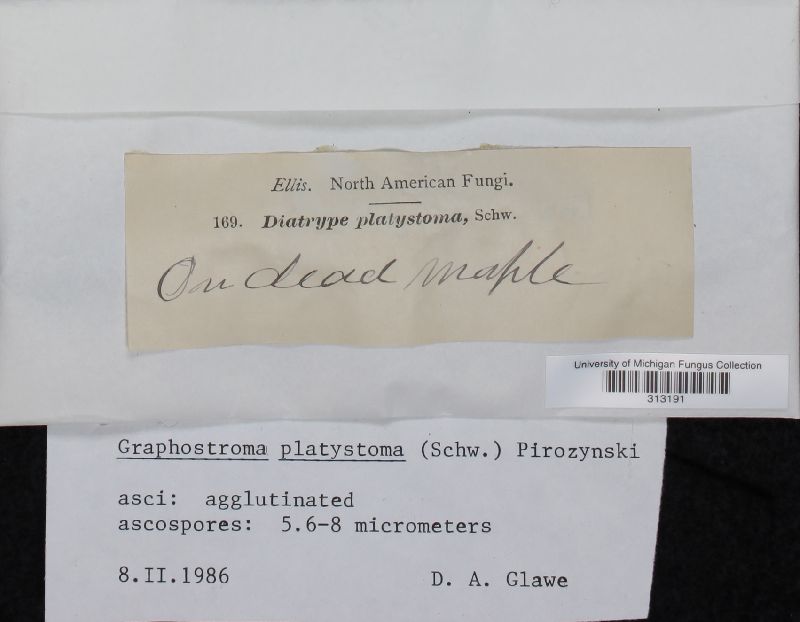 Ellis. North American Fungi.
169. Diatrype platystoma, Schw.
On dead maple
University of Michigan Fungus Collection
313191
Graphostroma platystoma (Schw.) Pirozynski
asci: agglutinated
ascospores: 5.6-8 micrometers
8.II.1986 D. A. Glawe